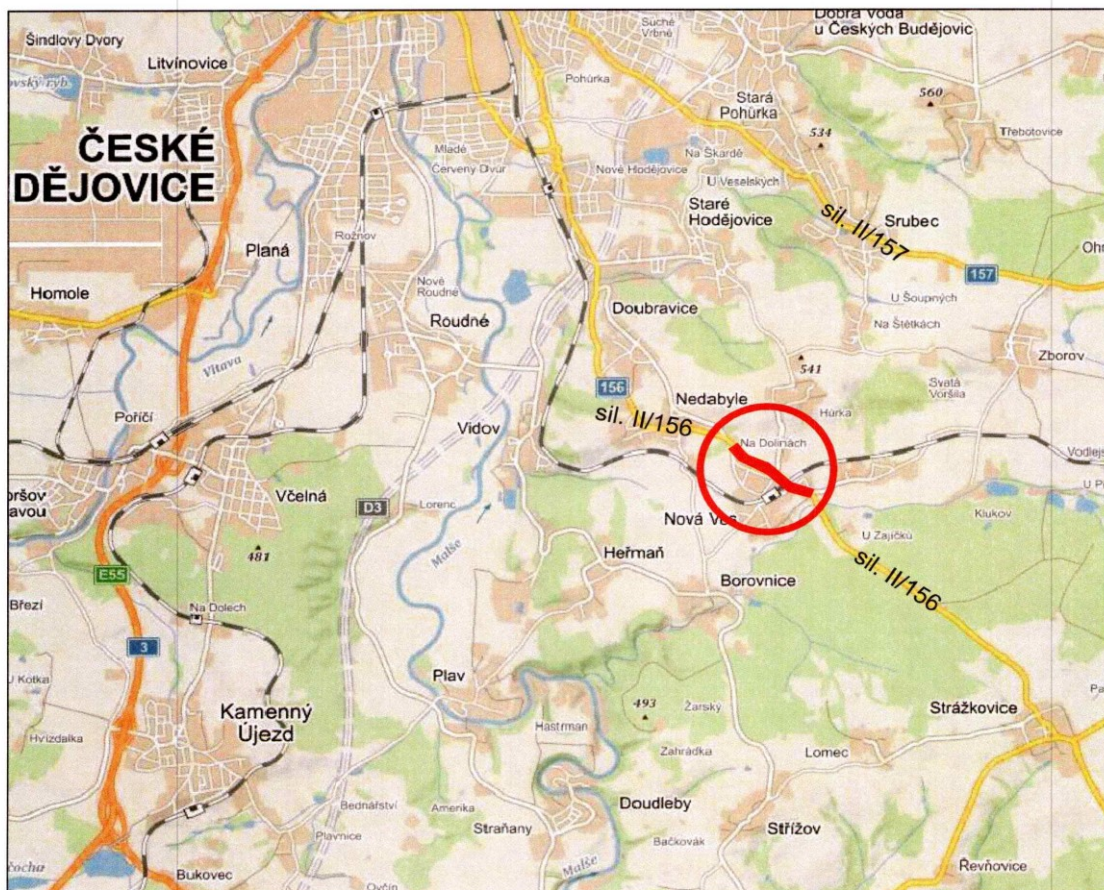 Šindlovy Dvory
Litvínovice
ČESKÉ
DĚJOVICE
Suché
Vrbné
Dobrá Voda
u Českých Budějovic
Pohůrka
Stará
Pohůrka
560
534
Třebotovice
Mladé
Červený Dvůr
Na Škardě
Nové Hodějovice
U Veselských
Staré
Hodějovice
sil. II/157
Srubec
157
Planá
Rožnov
Homole
Nové
Roudné
Roudné
Doubravice
U Šoupných
Na Štětkách
Vltava
541
Zborov
156
Nedabyle
Svatá
Voršila
Poříčí
Vidov
sil. II/156
Hůrka
Na Dolinách
Včelná
D3
Lorenc
Nová Ves
Klukov
U Zajíčků
481
Malše
Heřmaň
Borovnice
E55
sil. II/156
Březí
Na Dolech
3
Plav
493
Žarský
Strážkovice
U Kotka
Kamenný
Újezd
Hvízdalka
Hastrman
Zahrádka
Lomec
Bednářství
Amerika
Doudleby
Plavnice
Straňany
Střížov
Bačkovák
Malše
Řevňovice
Bukovec